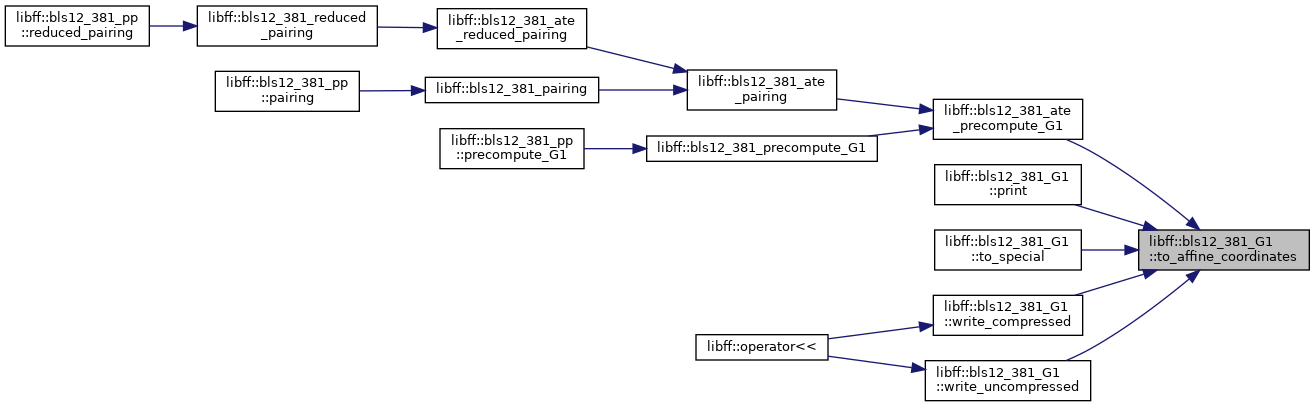 libff::bls12_381_pp
::reduced_pairing
libff::bls12_381_reduced
_pairing
libff::bls12_381_ate
_reduced_pairing
libff::bls12_381_pp
::pairing
libff::bls12_381_pairing
libff::bls12_381_ate
_pairing
libff::bls12_381_ate
_precompute_G1
libff::bls12_381_pp
::precompute_G1
libff::bls12_381_precompute_G1
libff::bls12_381_G1
::print
libff::bls12_381_G1
::to_special
libff::bls12_381_G1
::to_affine_coordinates
libff::bls12_381_G1
::write_compressed
libff::operator<<
libff::bls12_381_G1
::write_uncompressed